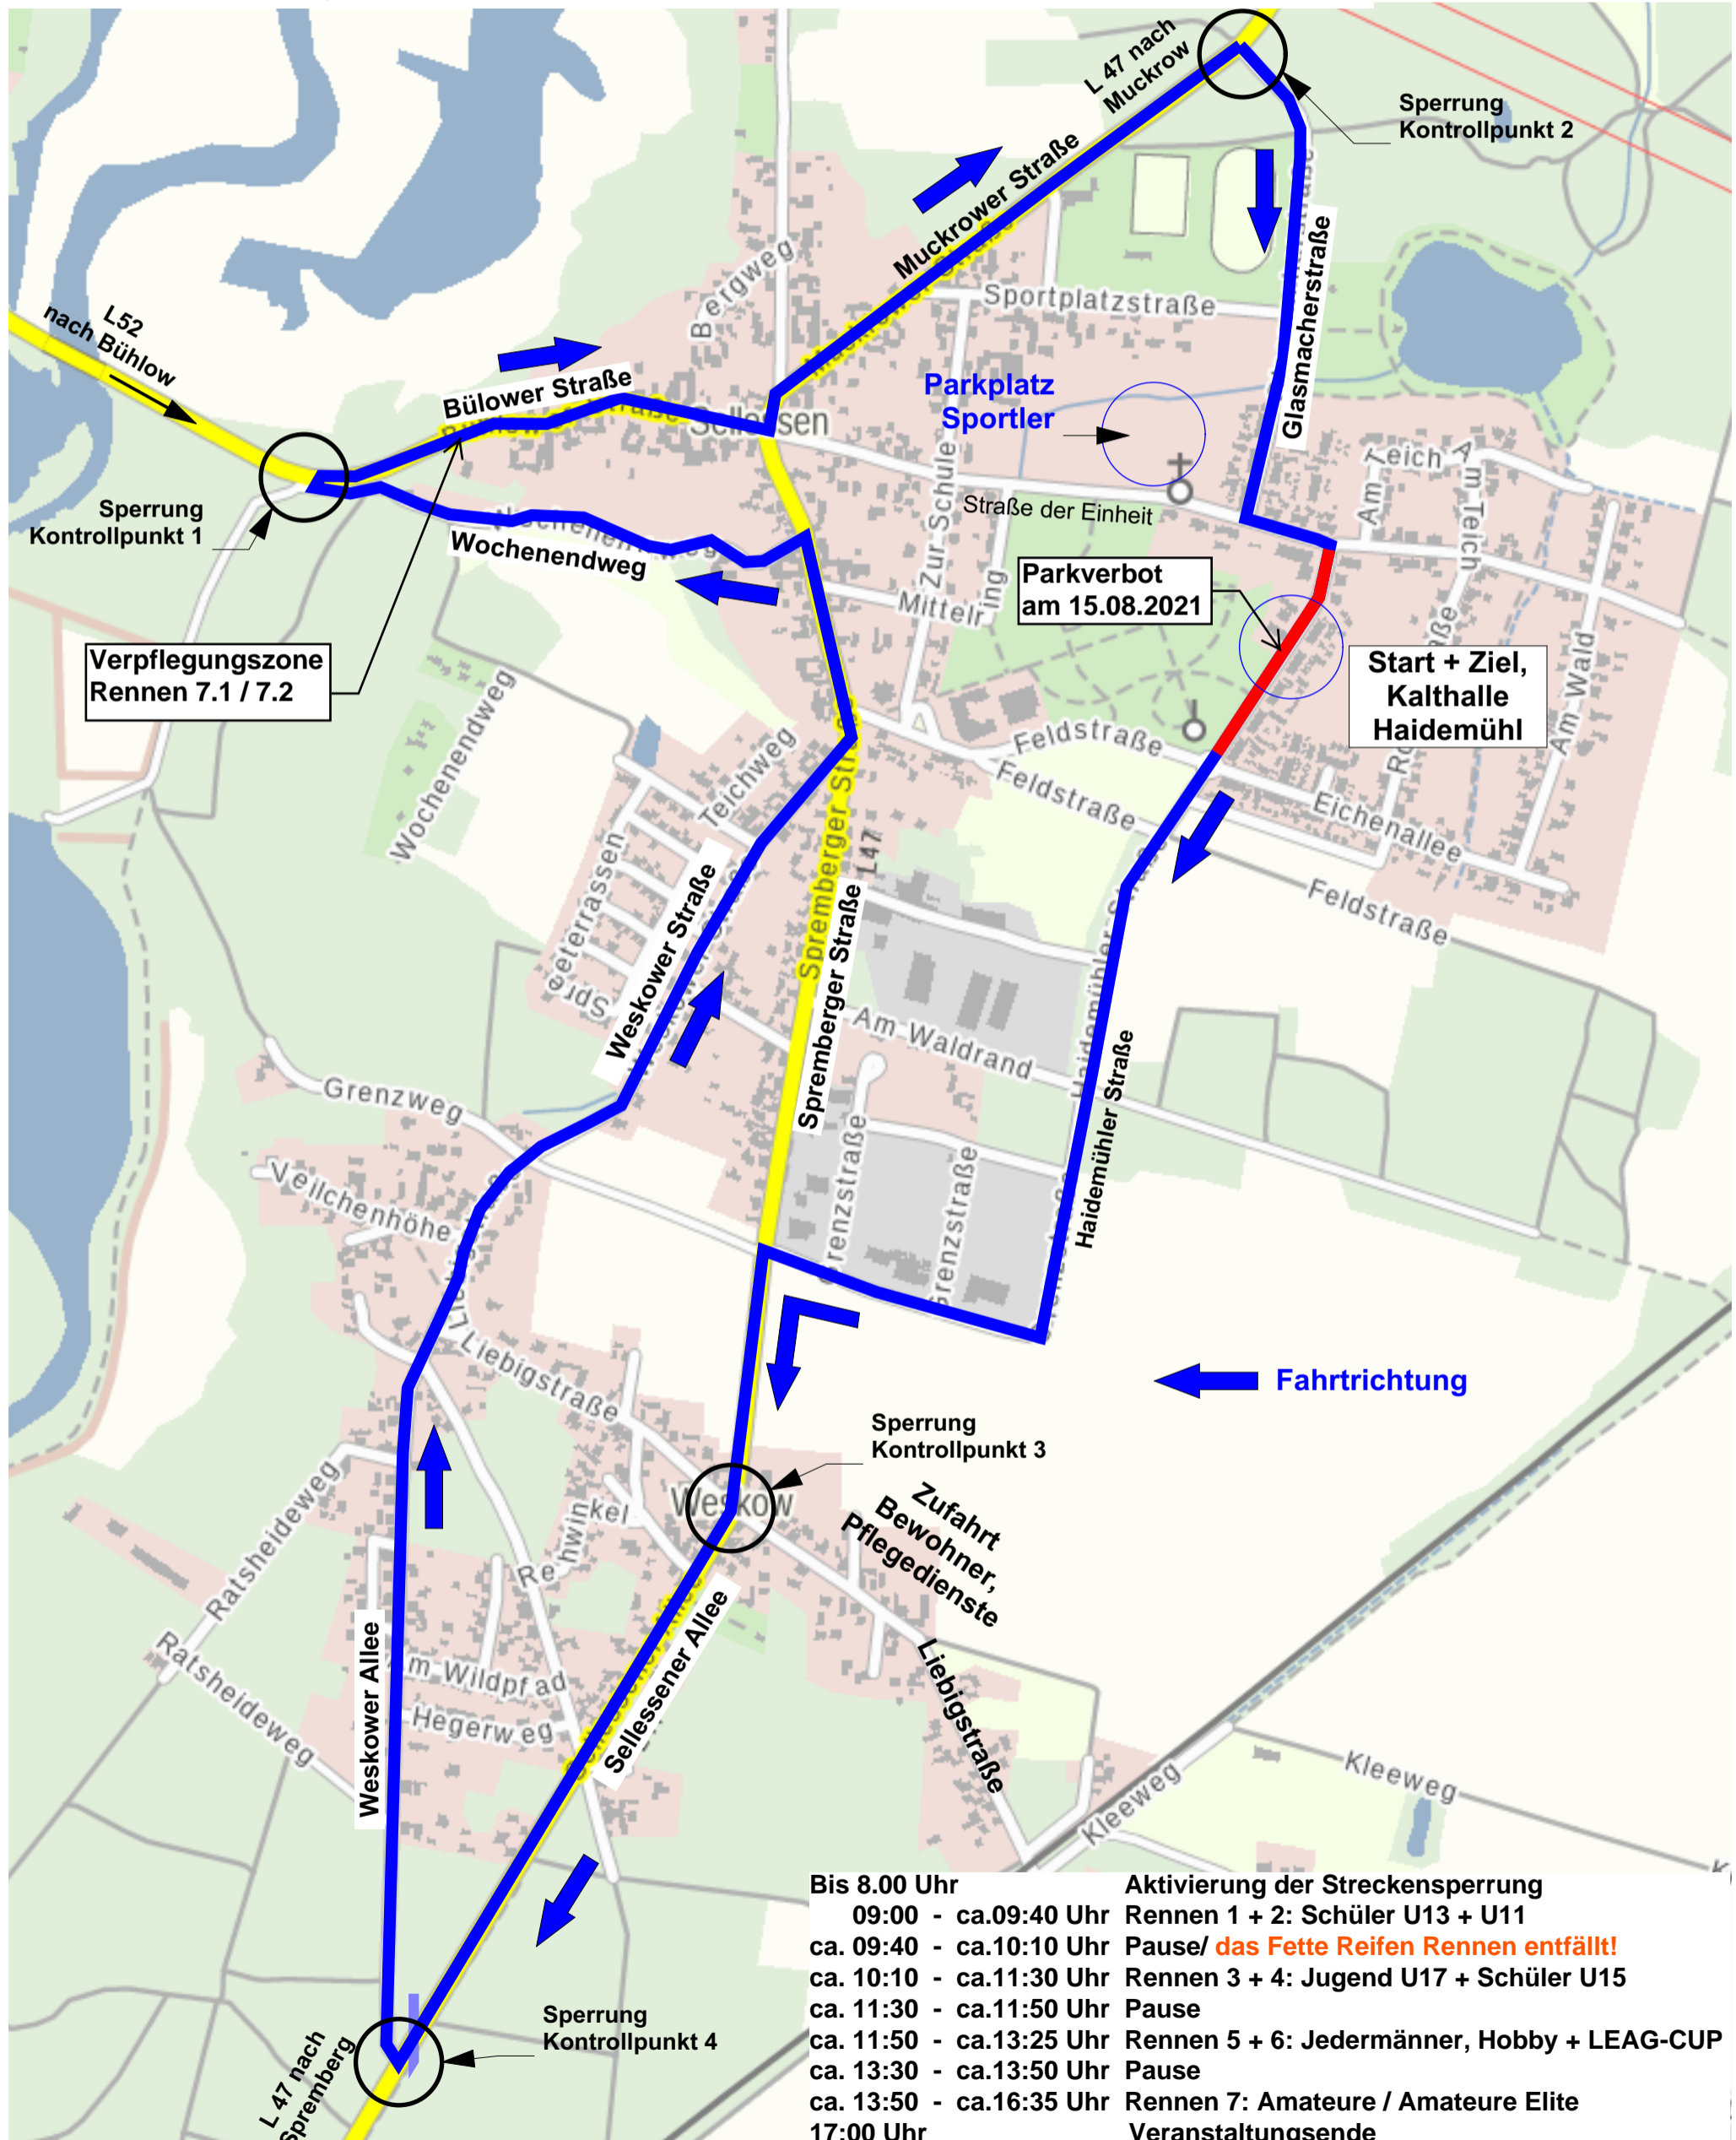 L 47 nach
Muckrow
Sperrung
Kontrollpunkt 2
Muckrower Straße
Bergweg
Sportplatzstraße
Glasmacherstraße
L52
nach Bühlow
Bülower Straße
Sellessen
Parkplatz
Sportler
Am Teich
Am Teich
Sperrung
Kontrollpunkt 1
Wochenendweg
Zur Schule
Straße der Einheit
Mittelring
Parkverbot
am 15.08.2021
Verpflegungszone
Rennen 7.1 / 7.2
Start + Ziel,
Kalthalle
Haidemühl
Am Wald
Wochenendweg
Teichweg
Feldstraße
Feldstraße
Eichenallee
Feldstraße
Spreeterrassen
Weskower Straße
Spremberger Straße
L47
Spremberger Straße
Am Waldrand
Haidemühler Straße
Haidemühler Straße
Grenzweg
Grenzstraße
Grenzstraße
Veilchenhöhe
Liebigstraße
Fahrtrichtung
Sperrung
Kontrollpunkt 3
Weskow
Zufahrt
Bewohner,
Pflegedienste
Ratsheideweg
Rehwinkel
Weskower Allee
Sellessener Allee
Am Wildpfad
Hegerweg
Ratsheideweg
Liebigstraße
Kleeweg
Kleeweg
Sperrung
Kontrollpunkt 4
L 47 nach
Spremberg
Bis 8.00 Uhr Aktivierung der Streckensperrung
09:00 - ca.09:40 Uhr Rennen 1 + 2: Schüler U13 + U11
ca. 09:40 - ca.10:10 Uhr Pause/ das Fette Reifen Rennen entfällt!
ca. 10:10 - ca.11:30 Uhr Rennen 3 + 4: Jugend U17 + Schüler U15
ca. 11:30 - ca.11:50 Uhr Pause
ca. 11:50 - ca.13:25 Uhr Rennen 5 + 6: Jedermänner, Hobby + LEAG-CUP
ca. 13:30 - ca.13:50 Uhr Pause
ca. 13:50 - ca.16:35 Uhr Rennen 7: Amateure / Amateure Elite
17:00 Uhr Veranstaltungsende